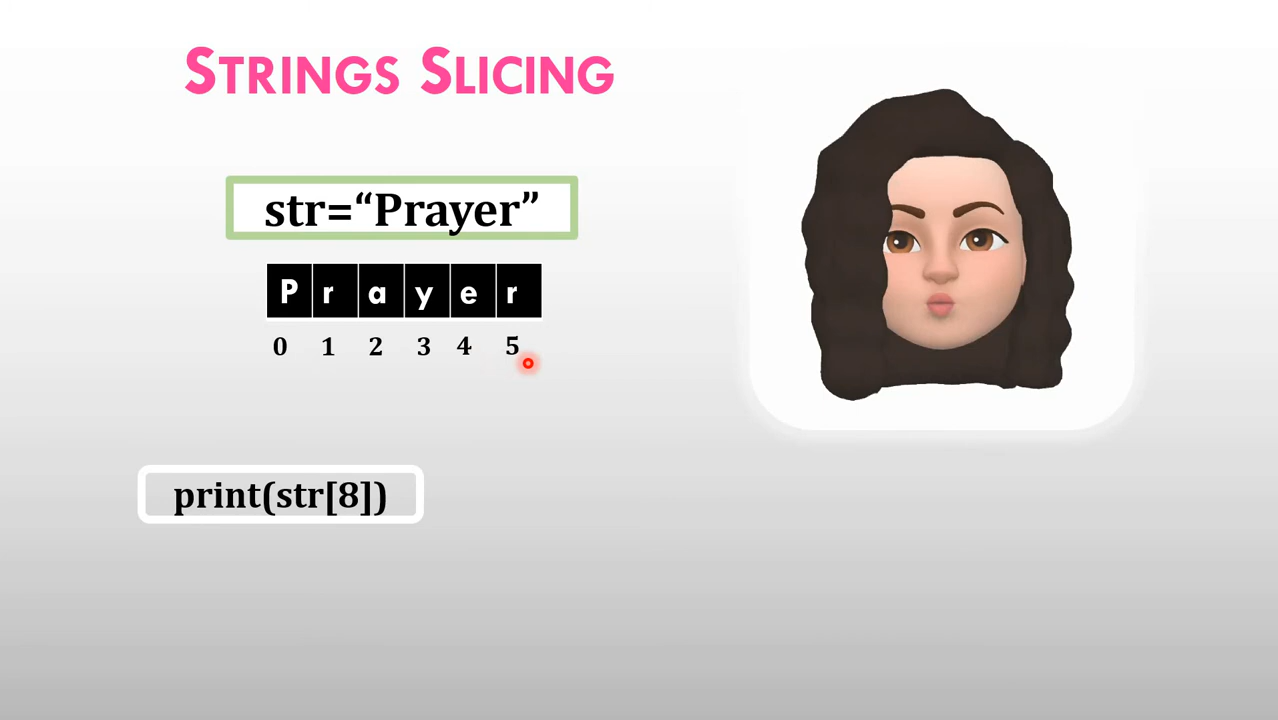 STRINGS SLICING
str=“Prayer”
P r a y e r
0 1 2 3 4 5
print(str[8])